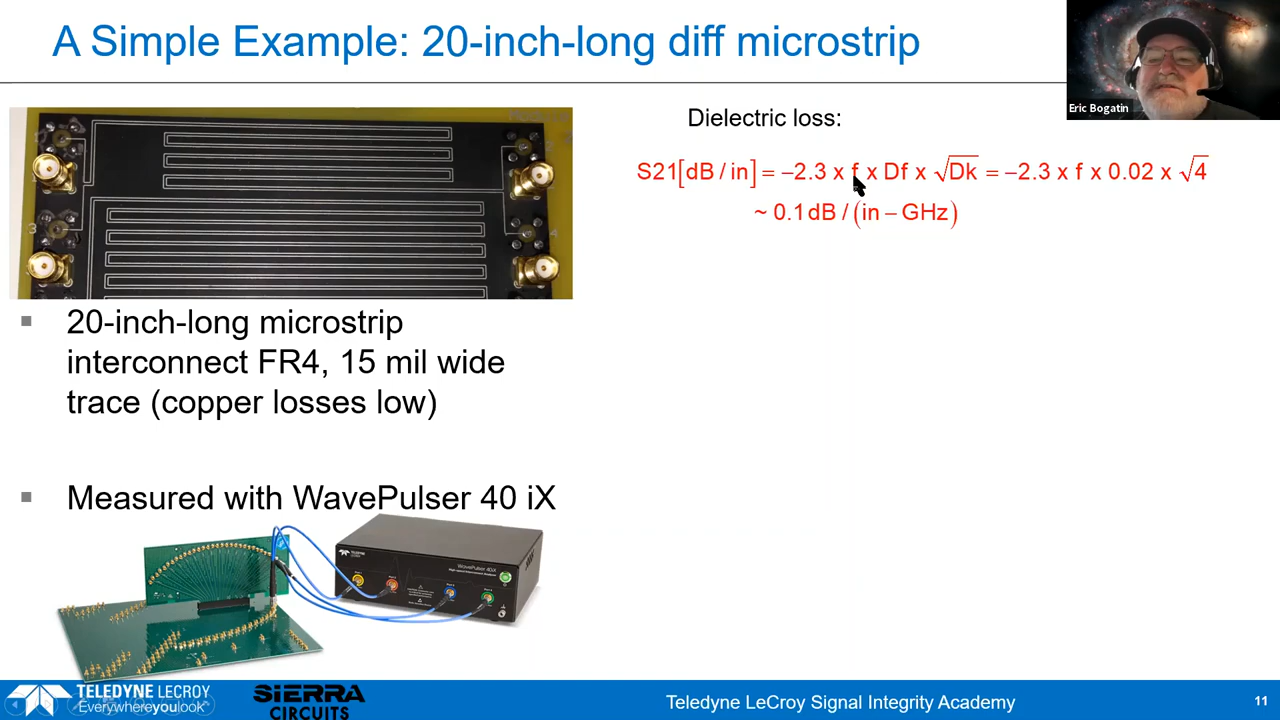 A Simple Example: 20-inch-long diff microstrip
Eric Bogatin
Dielectric loss:
S21[dB / in] = −2.3 x f x Df x √Dk = −2.3 x f x 0.02 x √4
~ 0.1dB / (in − GHz)
▪ 20-inch-long microstrip
interconnect FR4, 15 mil wide
trace (copper losses low)
▪ Measured with WavePulser 40 iX
TELEDYNE
LECROY
WavePulser 40iX
TELEDYNE LECROY
Everywhereyoulook
SIERRA
CIRCUITS
Teledyne LeCroy Signal Integrity Academy
11